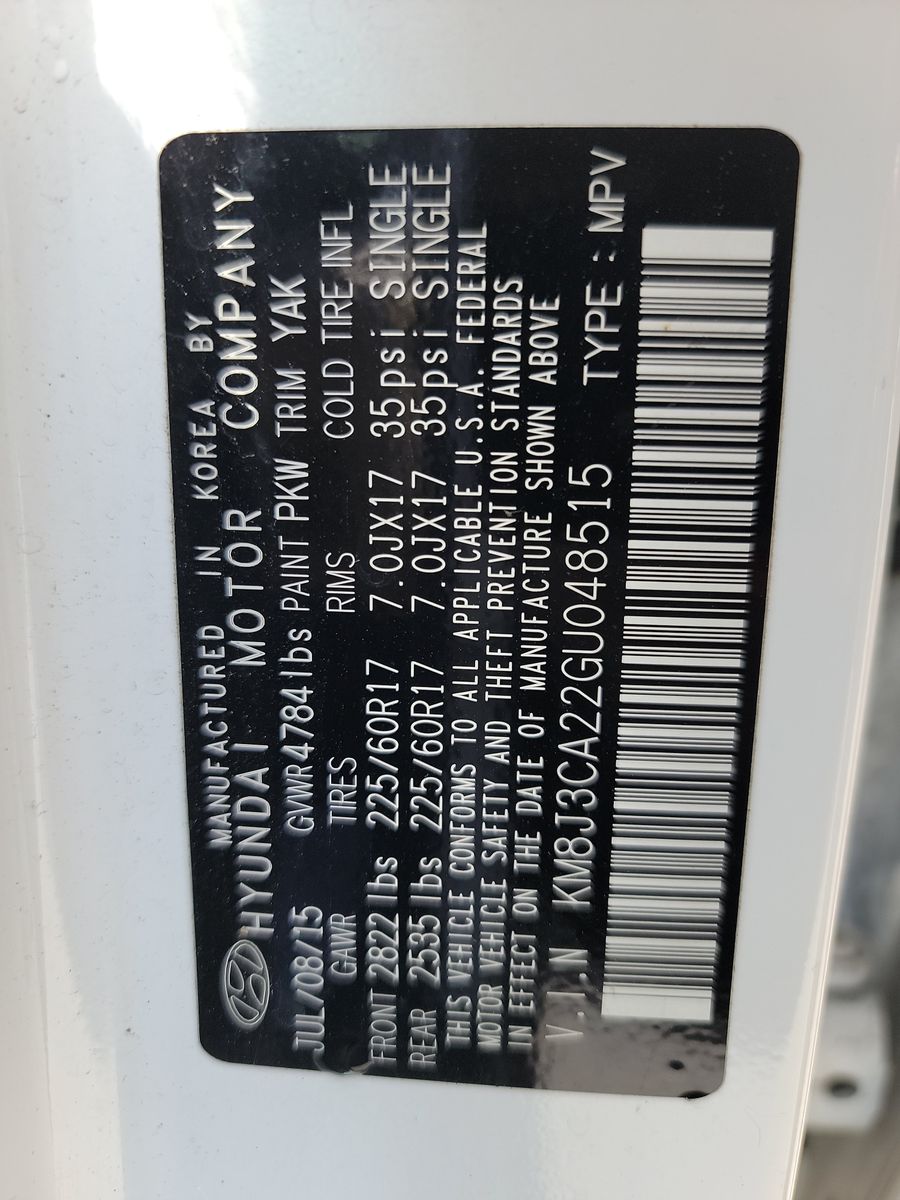 MANUFACTURED IN KOREA BY
HYUNDAI MOTOR COMPANY
JUL/08/15 GVWR 4784 lbs PAINT PKW TRIM YAK
GAWR TIRES RIMS COLD TIRE INFL
FRONT 2822 lbs 225/60R17 7.0JX17 35psi SINGLE
REAR 2535 lbs 225/60R17 7.0JX17 35psi SINGLE
THIS VEHICLE CONFORMS TO ALL APPLICABLE U.S.A. FEDERAL
MOTOR VEHICLE SAFETY AND THEFT PREVENTION STANDARDS
IN EFFECT ON THE DATE OF MANUFACTURE SHOWN ABOVE
V.I.N KM8J3CA22GU048515 TYPE : MPV